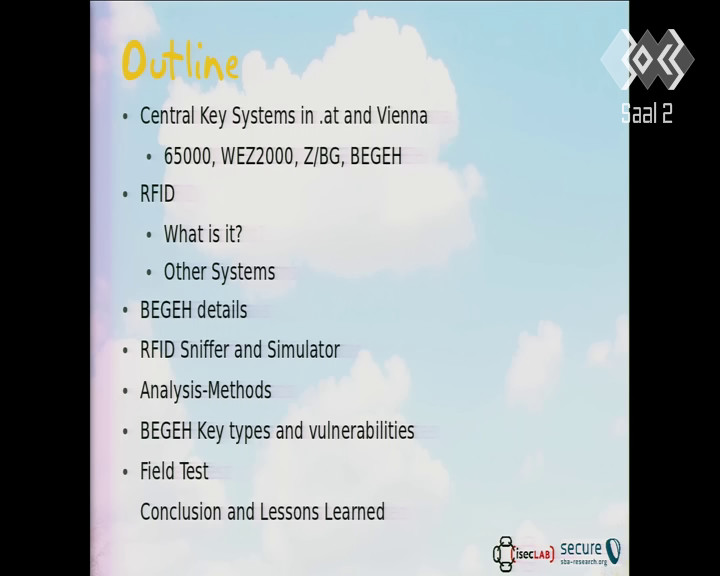 Outline
Saal 2
Central Key Systems in .at and Vienna
65000, WEZ2000, Z/BG, BEGEH
RFID
What is it?
Other Systems
BEGEH details
RFID Sniffer and Simulator
Analysis-Methods
BEGEH Key types and vulnerabilities
Field Test
Conclusion and Lessons Learned
isecLAB
secure
sba-research.org